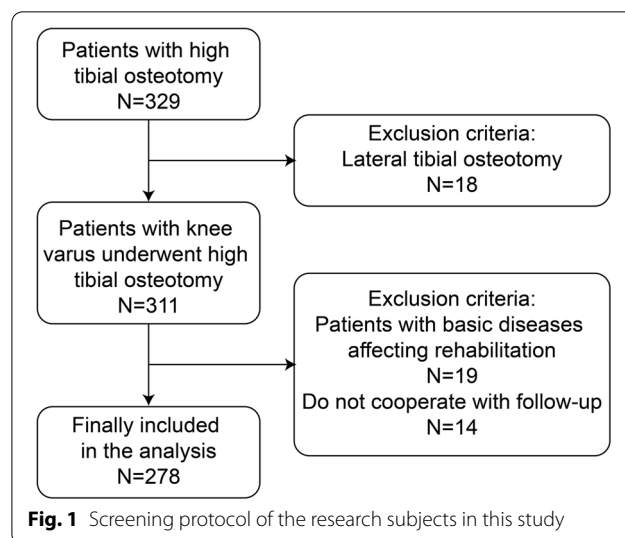 Patients with high
tibial osteotomy
N=329
Exclusion criteria:
Lateral tibial osteotomy
N=18
Patients with knee
varus underwent high
tibial osteotomy
N=311
Exclusion criteria:
Patients with basic diseases
affecting rehabilitation
N=19
Do not cooperate with follow-up
N=14
Finally included
in the analysis
N=278
Fig. 1 Screening protocol of the research subjects in this study